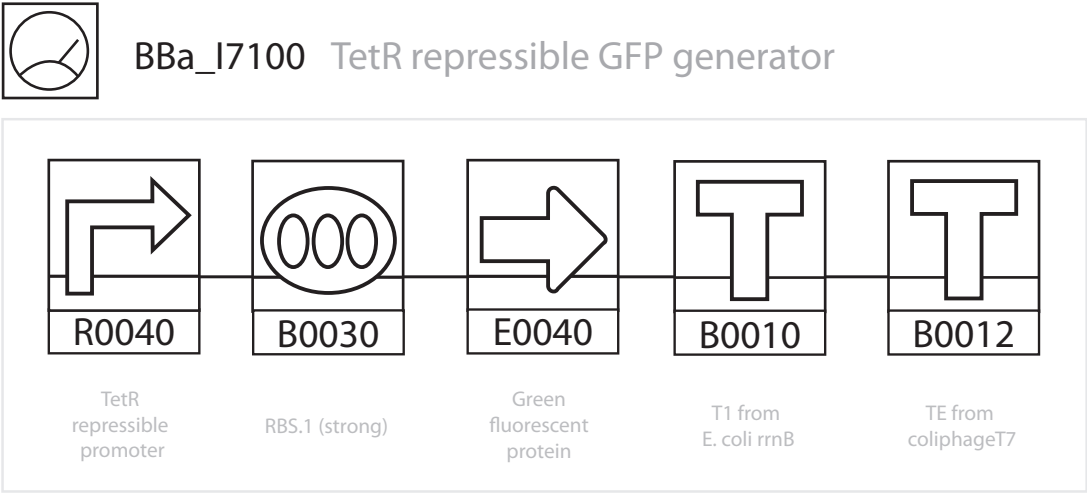 BBa_I7100 TetR repressible GFP generator
R0040
B0030
E0040
B0010
B0012
TetR
repressible
promoter
RBS.1 (strong)
Green
fluorescent
protein
T1 from
E. coli rrnB
TE from
coliphageT7